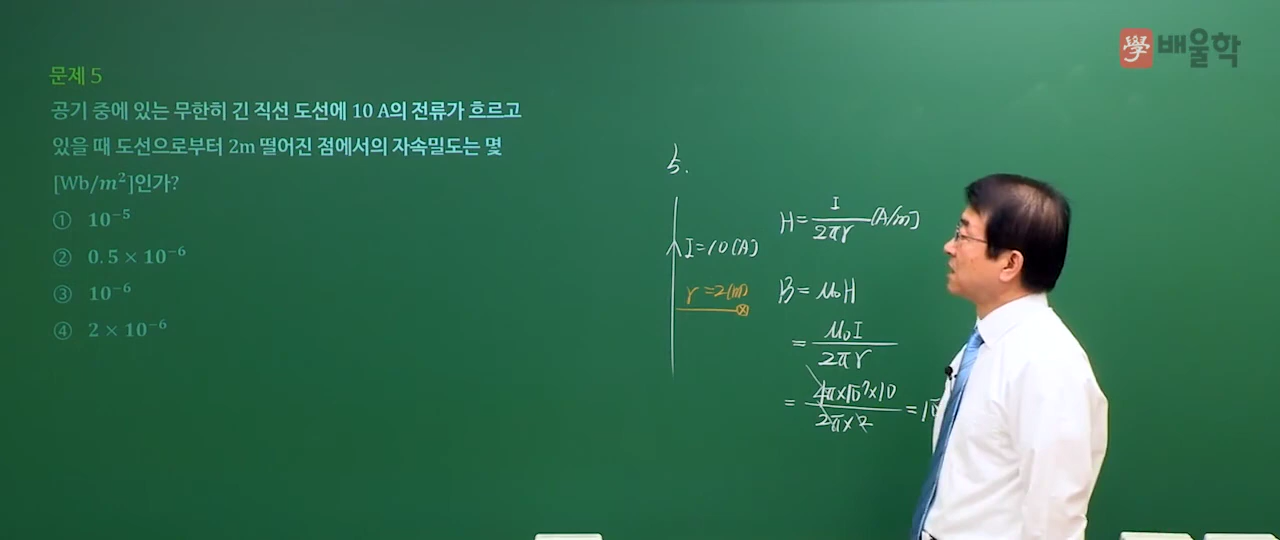 學 배울학
문제 5
공기 중에 있는 무한히 긴 직선 도선에 10 A의 전류가 흐르고
있을 때 도선으로부터 2m 떨어진 점에서의 자속밀도는 몇
[Wb/m²]인가?
① 10⁻⁵
② 0.5 × 10⁻⁶
③ 10⁻⁶
④ 2 × 10⁻⁶
5.
I=10[A]
r=2[m]
H= I/2πr [A/m]
B= μ₀H
= μ₀I/2πr
= 4π×10⁻⁷×10/2π×2 =10